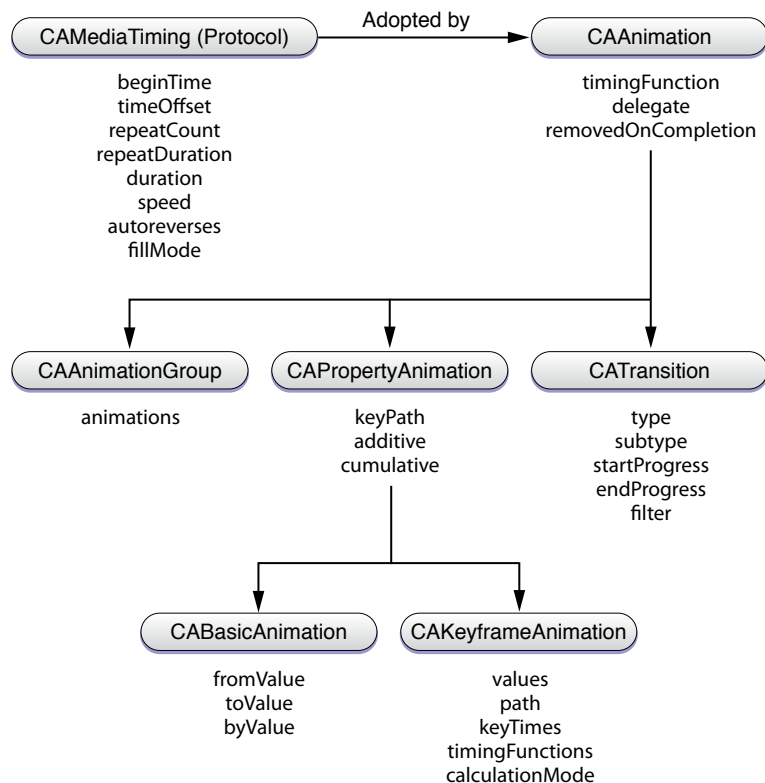 CAMediaTiming (Protocol)
Adopted by
CAAnimation
beginTime
timeOffset
repeatCount
repeatDuration
duration
speed
autoreverses
fillMode
timingFunction
delegate
removedOnCompletion
CAAnimationGroup
animations
CAPropertyAnimation
keyPath
additive
cumulative
CATransition
type
subtype
startProgress
endProgress
filter
CABasicAnimation
fromValue
toValue
byValue
CAKeyframeAnimation
values
path
keyTimes
timingFunctions
calculationMode